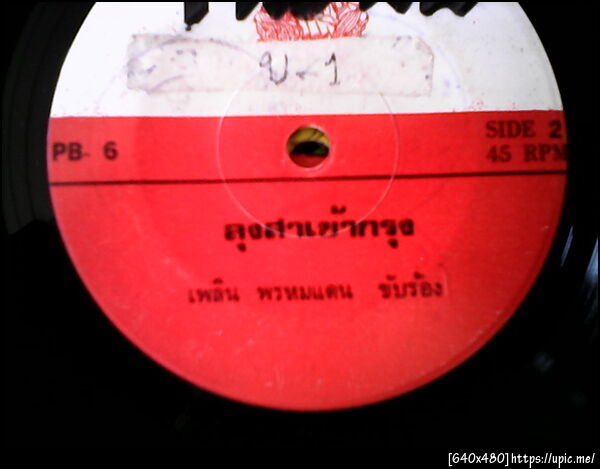 บ-1
PB- 6
SIDE 2
45 RPM
ลุงสาเข้ากรุง
เพลิน พรหมแดน ขับร้อง
[640x480]https://upic.me/